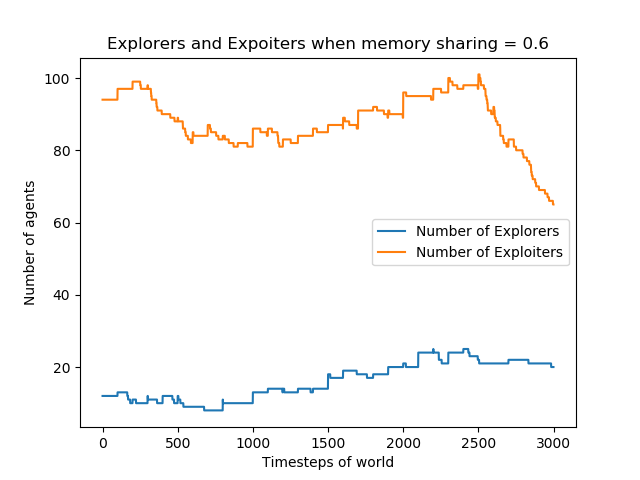 Explorers and Expoiters when memory sharing = 0.6
Number of agents
100
80
60
40
20
Number of Explorers
Number of Exploiters
0 500 1000 1500 2000 2500 3000
Timesteps of world